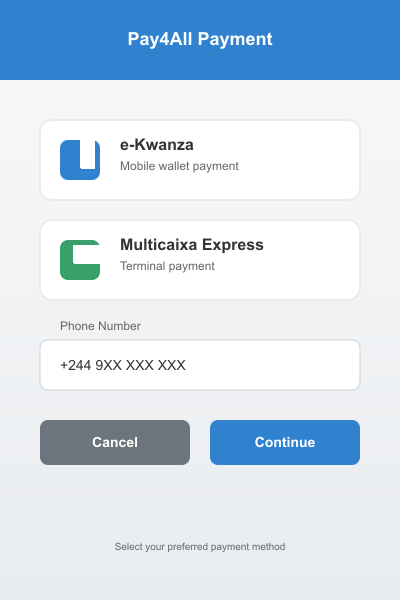 Pay4All Payment
e-Kwanza
Mobile wallet payment
Multicaixa Express
Terminal payment
Phone Number
+244 9XX XXX XXX
Cancel
Continue
Select your preferred payment method